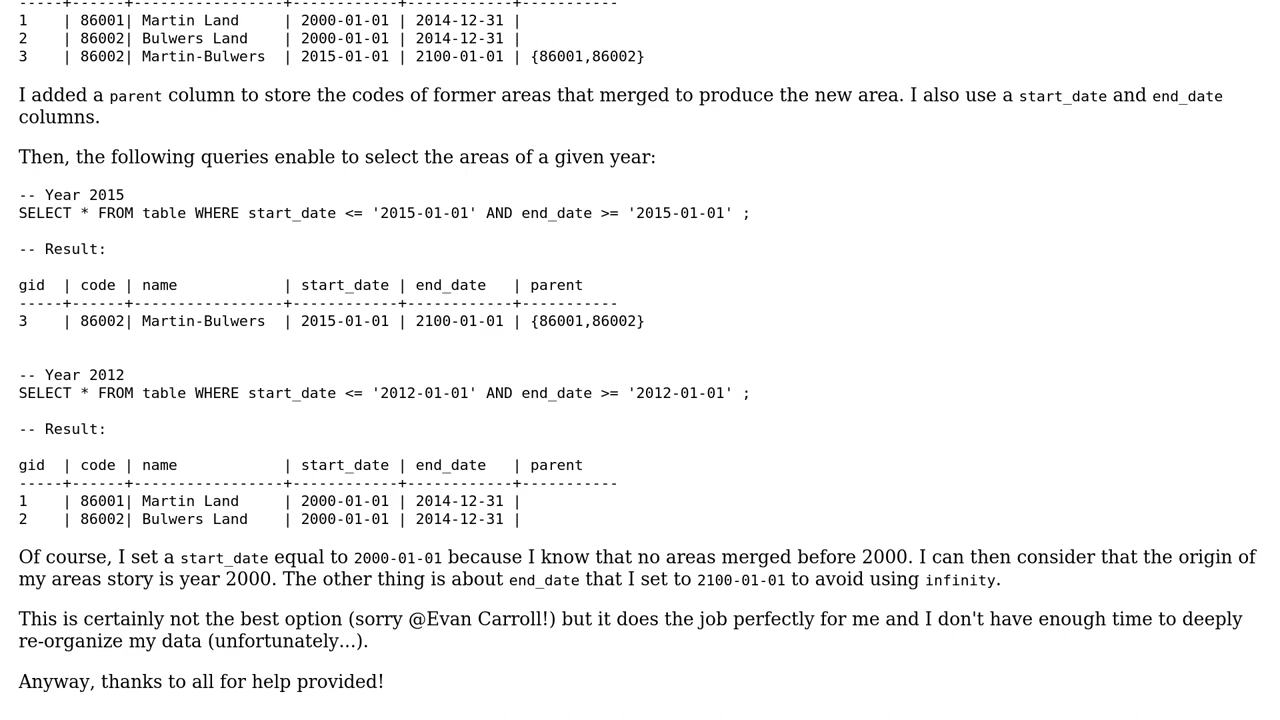 -----+------+-----------------+------------+------------+-----------
1    | 86001| Martin Land     | 2000-01-01 | 2014-12-31 |
2    | 86002| Bulwers Land    | 2000-01-01 | 2014-12-31 |
3    | 86002| Martin-Bulwers  | 2015-01-01 | 2100-01-01 | {86001,86002}
I added a parent column to store the codes of former areas that merged to produce the new area. I also use a start_date and end_date
columns.
Then, the following queries enable to select the areas of a given year:
-- Year 2015
SELECT * FROM table WHERE start_date <= '2015-01-01' AND end_date >= '2015-01-01' ;
-- Result:
gid  | code | name            | start_date | end_date   | parent
-----+------+-----------------+------------+------------+-----------
3    | 86002| Martin-Bulwers  | 2015-01-01 | 2100-01-01 | {86001,86002}
-- Year 2012
SELECT * FROM table WHERE start_date <= '2012-01-01' AND end_date >= '2012-01-01' ;
-- Result:
gid  | code | name            | start_date | end_date   | parent
-----+------+-----------------+------------+------------+-----------
1    | 86001| Martin Land     | 2000-01-01 | 2014-12-31 |
2    | 86002| Bulwers Land    | 2000-01-01 | 2014-12-31 |
Of course, I set a start_date equal to 2000-01-01 because I know that no areas merged before 2000. I can then consider that the origin of
my areas story is year 2000. The other thing is about end_date that I set to 2100-01-01 to avoid using infinity.
This is certainly not the best option (sorry @Evan Carroll!) but it does the job perfectly for me and I don't have enough time to deeply
re-organize my data (unfortunately...).
Anyway, thanks to all for help provided!